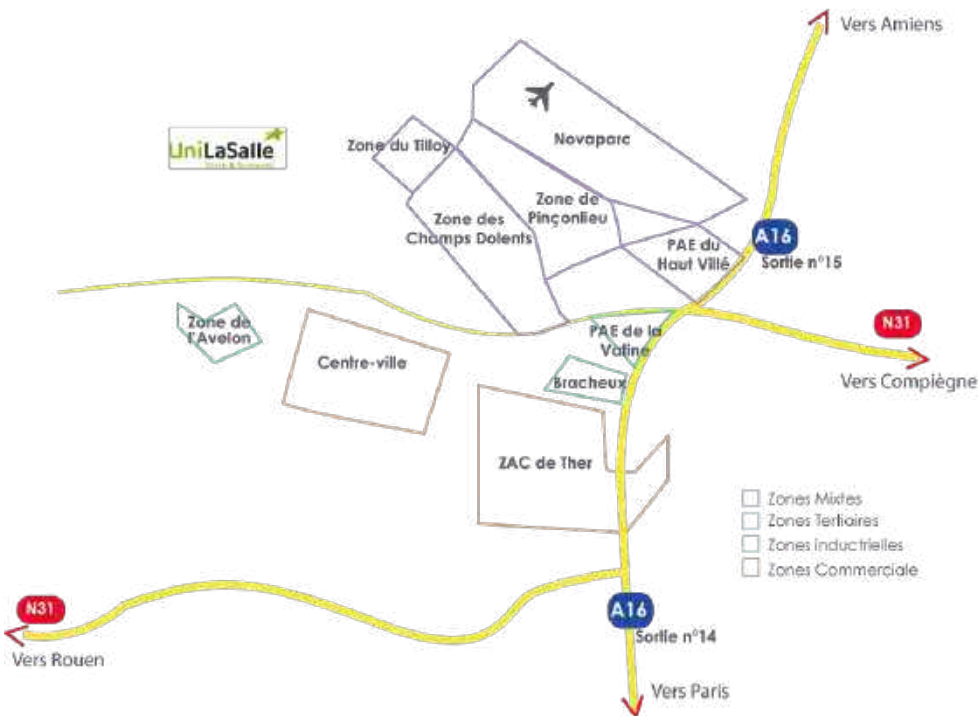 Vers Amiens
Novaparc
Zone du Tilloy
UniLaSalle
Zone de
Pinçonlieu
Zone des
Champs Dolents
PAE du
Haut Villé
A16
Sortie n°15
N31
Vers Compiègne
Zone de
l'Avelon
Centre-ville
PAE de la
Vatine
Bracheux
ZAC de Ther
Zones Mixtes
Zones Tertiaires
Zones industrielles
Zones Commerciale
N31
Vers Rouen
A16
Sortie n°14
Vers Paris